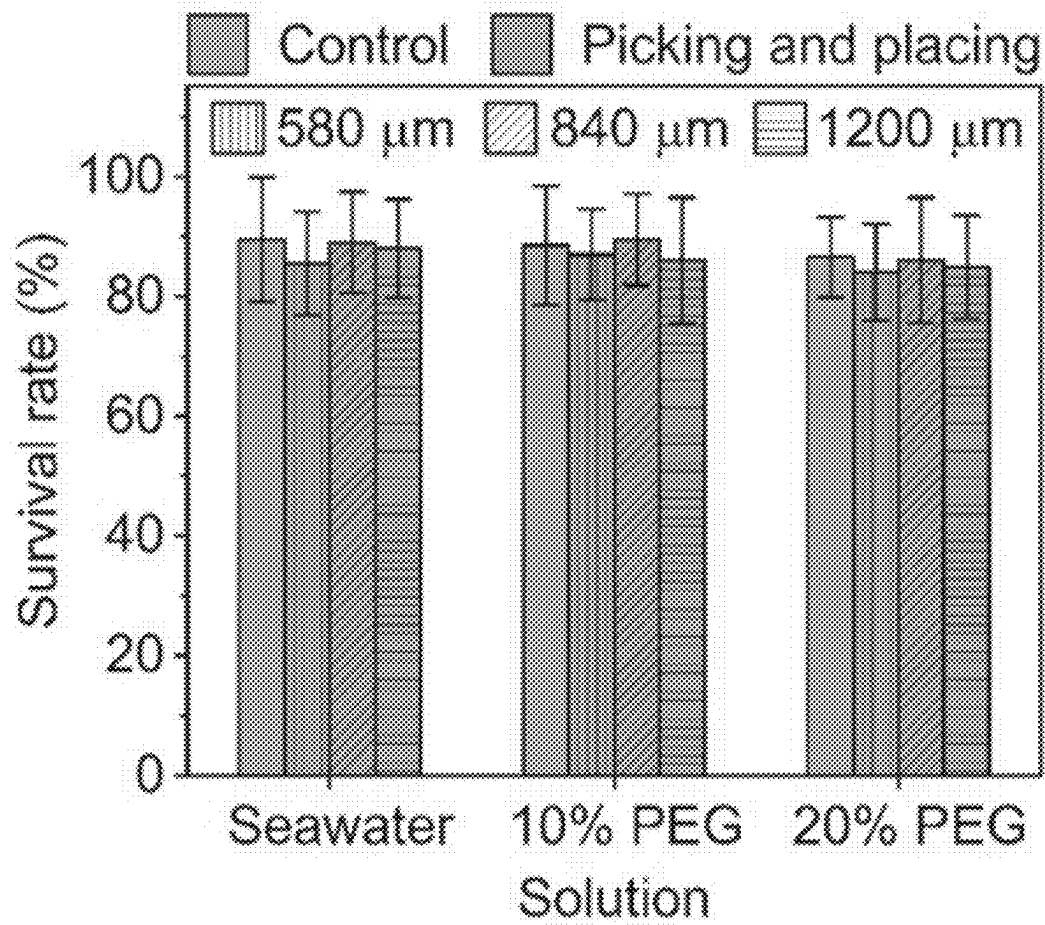 Control Picking and placing
580 μm 840 μm 1200 μm
100
80
60
40
20
0
Survival rate (%)
Seawater 10% PEG 20% PEG
Solution